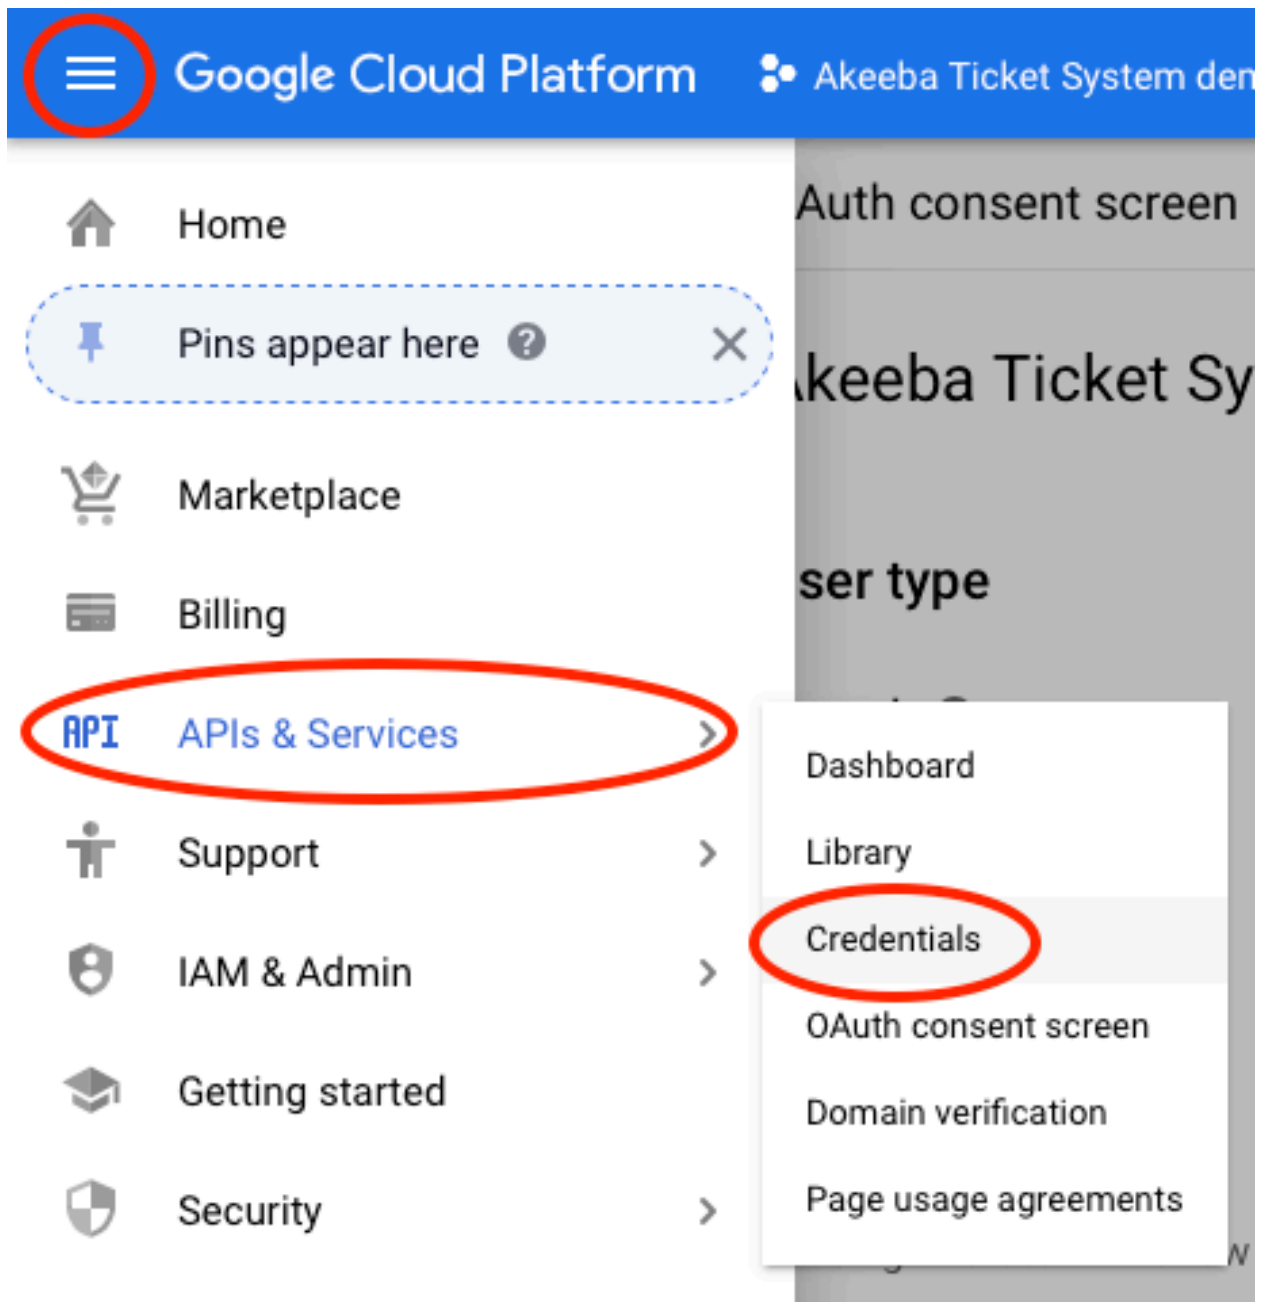 Google Cloud Platform
Akeeba Ticket System
Home
Auth consent screen
Pins appear here ?
keeba Ticket Sy
Marketplace
ser type
Billing
API APIs & Services
Dashboard
Support
Library
Credentials
IAM & Admin
OAuth consent screen
Getting started
Domain verification
Security
Page usage agreements